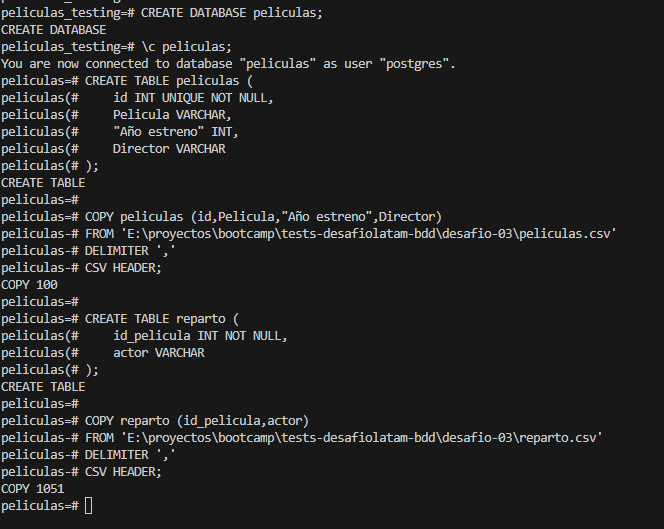 peliculas_testing=# CREATE DATABASE peliculas;
CREATE DATABASE
peliculas_testing=# \c peliculas;
You are now connected to database "peliculas" as user "postgres".
peliculas=# CREATE TABLE peliculas (
peliculas(#     id INT UNIQUE NOT NULL,
peliculas(#     Pelicula VARCHAR,
peliculas(#     "Año estreno" INT,
peliculas(#     Director VARCHAR
peliculas(# );
CREATE TABLE
peliculas=#
peliculas=# COPY peliculas (id,Pelicula,"Año estreno",Director)
peliculas-# FROM 'E:\proyectos\bootcamp\tests-desafiolatam-bdd\desafio-03\peliculas.csv'
peliculas-# DELIMITER ','
peliculas-# CSV HEADER;
COPY 100
peliculas=#
peliculas=# CREATE TABLE reparto (
peliculas(#     id_pelicula INT NOT NULL,
peliculas(#     actor VARCHAR
peliculas(# );
CREATE TABLE
peliculas=#
peliculas=# COPY reparto (id_pelicula,actor)
peliculas-# FROM 'E:\proyectos\bootcamp\tests-desafiolatam-bdd\desafio-03\reparto.csv'
peliculas-# DELIMITER ','
peliculas-# CSV HEADER;
COPY 1051
peliculas=#